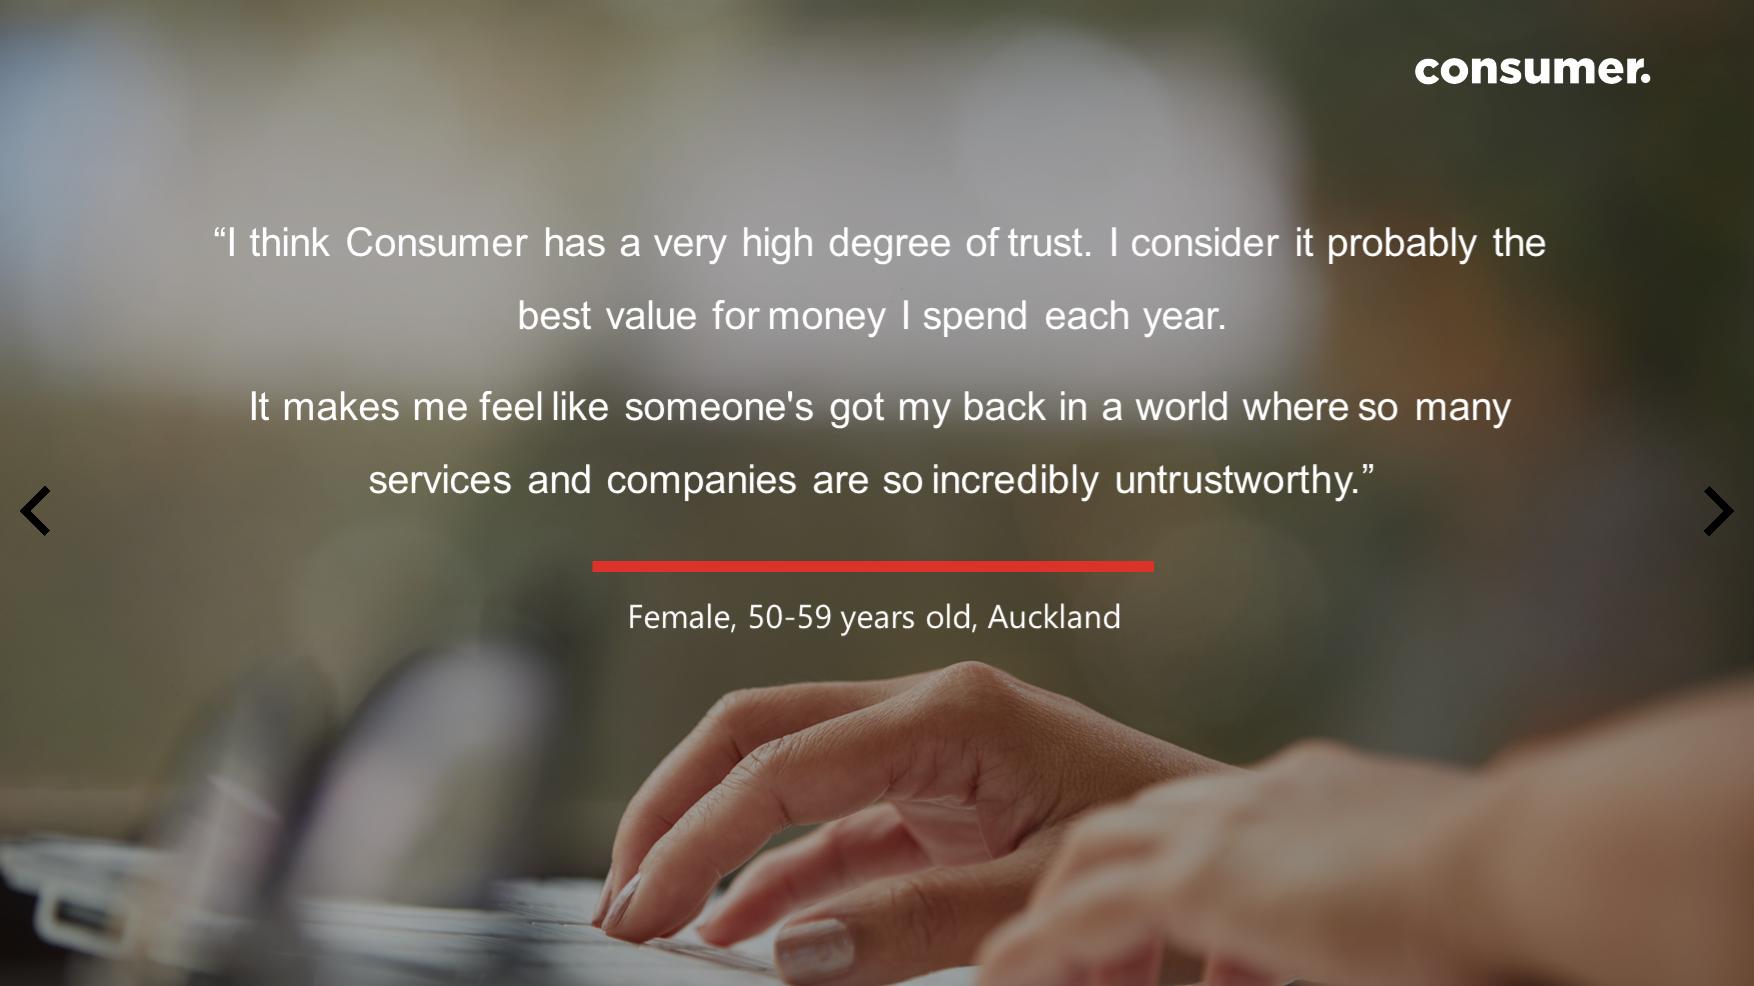 consumer.
“I think Consumer has a very high degree of trust. I consider it probably the
best value for money I spend each year.
It makes me feel like someone's got my back in a world where so many
services and companies are so incredibly untrustworthy.”
Female, 50-59 years old, Auckland